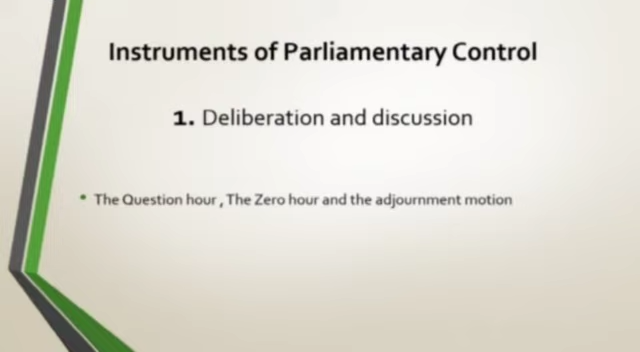 Instruments of Parliamentary Control
1. Deliberation and discussion
• The Question hour , The Zero hour and the adjournment motion